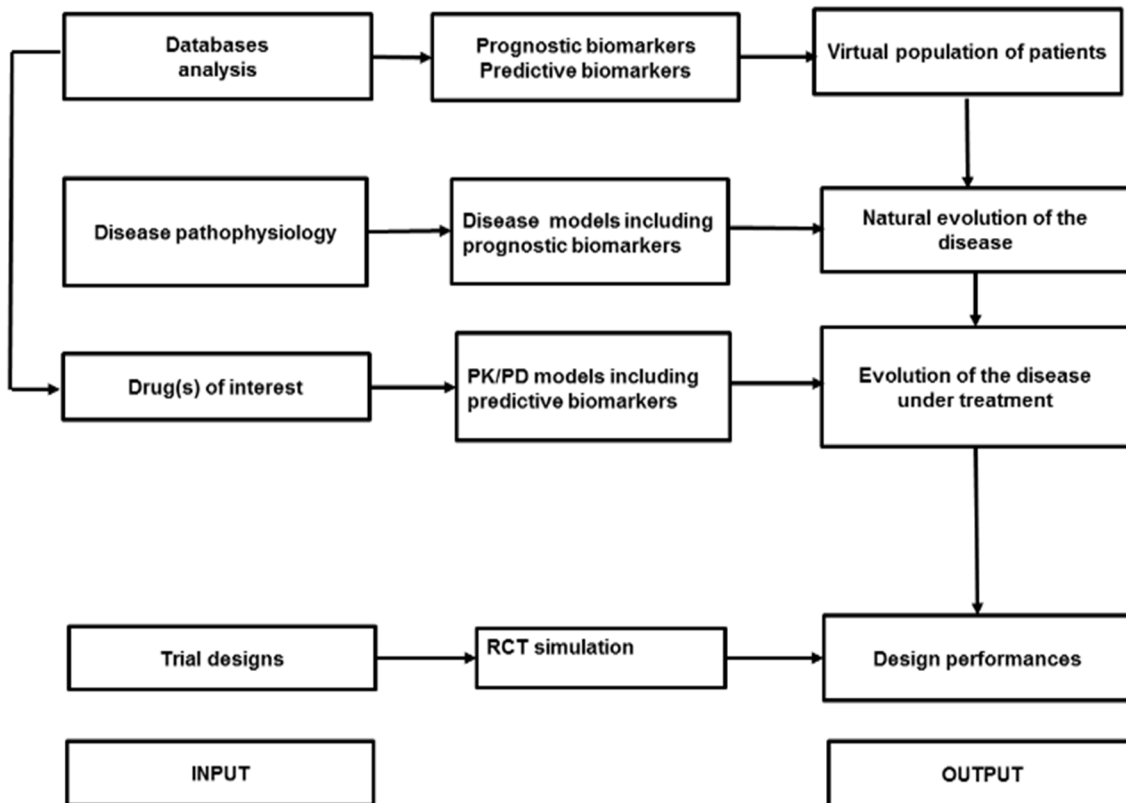 Databases
analysis
Prognostic biomarkers
Predictive biomarkers
Virtual population of patients
Disease pathophysiology
Disease models including
prognostic biomarkers
Natural evolution of the
disease
Drug(s) of interest
PK/PD models including
predictive biomarkers
Evolution of the disease
under treatment
Trial designs
RCT simulation
Design performances
INPUT
OUTPUT